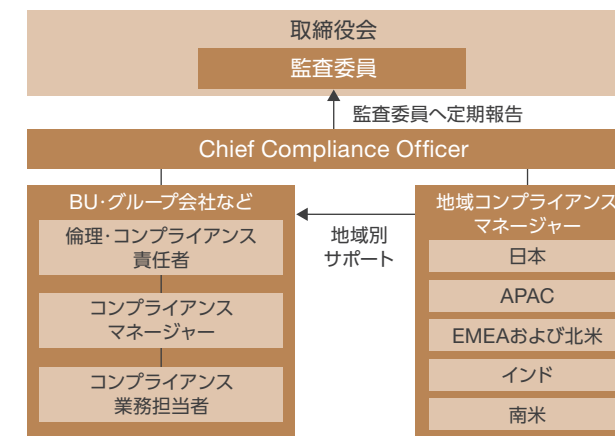 取締役会
監査委員
監査委員へ定期報告
Chief Compliance Officer
BU・グループ会社など
倫理・コンプライアンス
責任者
コンプライアンス
マネージャー
コンプライアンス
業務担当者
地域別
サポート
地域コンプライアンス
マネージャー
日本
APAC
EMEAおよび北米
インド
南米